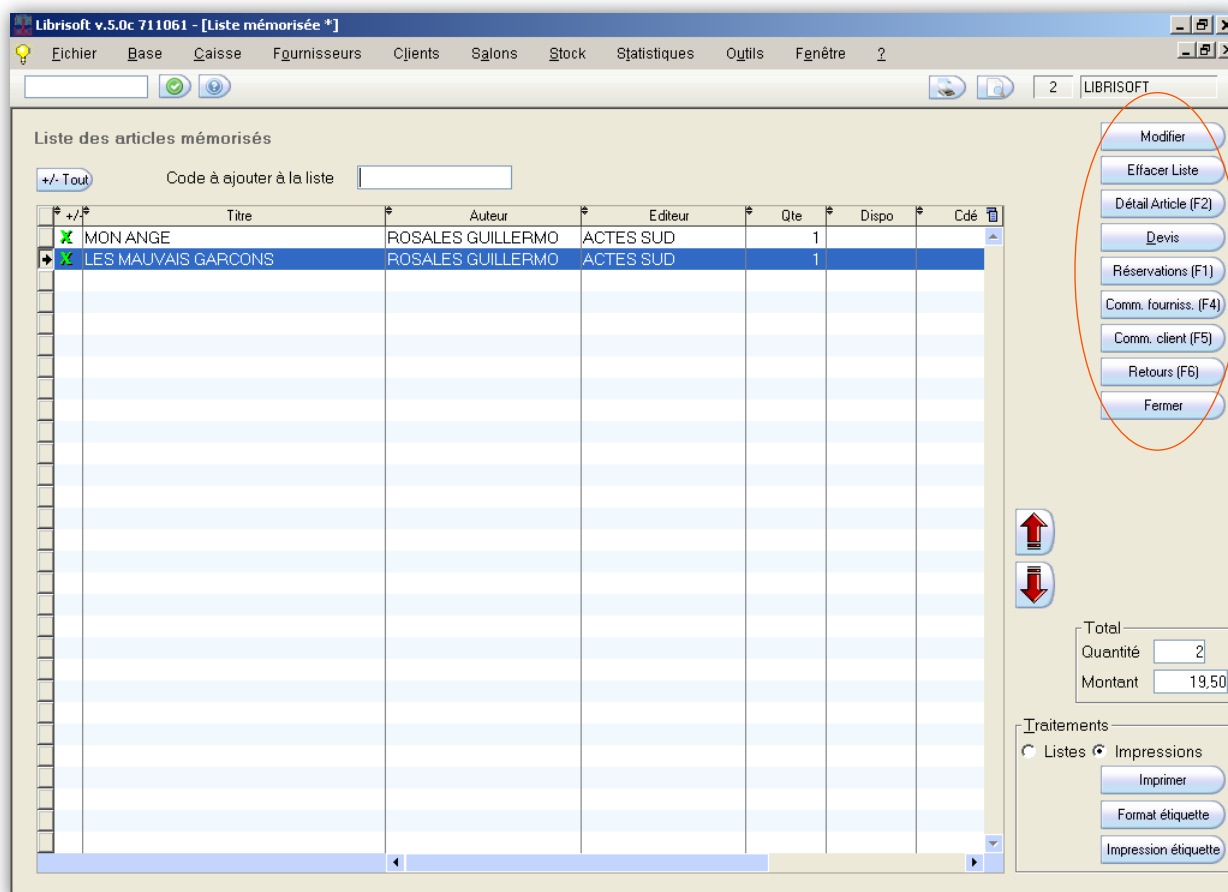 Librisoft v.5.0c 711061 - [Liste mémorisée *]
Fichier Base Caisse Fournisseurs Clients Salons Stock Statistiques Outils Fenêtre ?
2 LIBRISOFT
Liste des articles mémorisés
+/- Tout Code à ajouter à la liste
+/- Titre Auteur Editeur Qte Dispo Cdé
X MON ANGE ROSALES GUILLERMO ACTES SUD 1
X LES MAUVAIS GARCONS ROSALES GUILLERMO ACTES SUD 1
Modifier
Effacer Liste
Détail Article (F2)
Devis
Réservations (F1)
Comm. fourniss. (F4)
Comm. client (F5)
Retours (F6)
Fermer
Total
Quantité 2
Montant 19,50
Traitements
Listes Impressions
Imprimer
Format étiquette
Impression étiquette